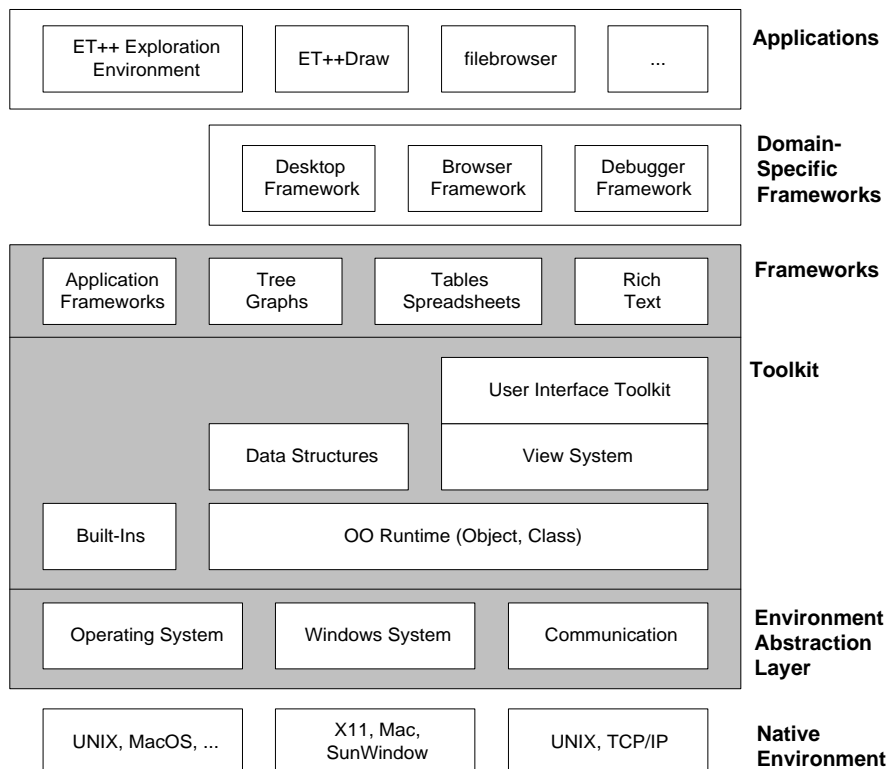 Applications
ET++ Exploration
Environment
ET++Draw
filebrowser
...
Domain-
Specific
Frameworks
Desktop
Framework
Browser
Framework
Debugger
Framework
Frameworks
Application
Frameworks
Tree
Graphs
Tables
Spreadsheets
Rich
Text
Toolkit
User Interface Toolkit
Data Structures
View System
Built-Ins
OO Runtime (Object, Class)
Environment
Abstraction
Layer
Operating System
Windows System
Communication
Native
Environment
UNIX, MacOS, ...
X11, Mac,
SunWindow
UNIX, TCP/IP